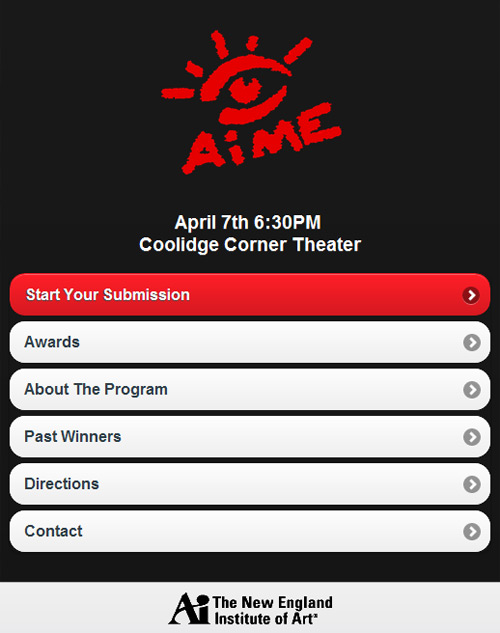 AiME
April 7th 6:30PM
Coolidge Corner Theater
Start Your Submission
Awards
About The Program
Past Winners
Directions
Contact
Ai The New England
Institute of Art